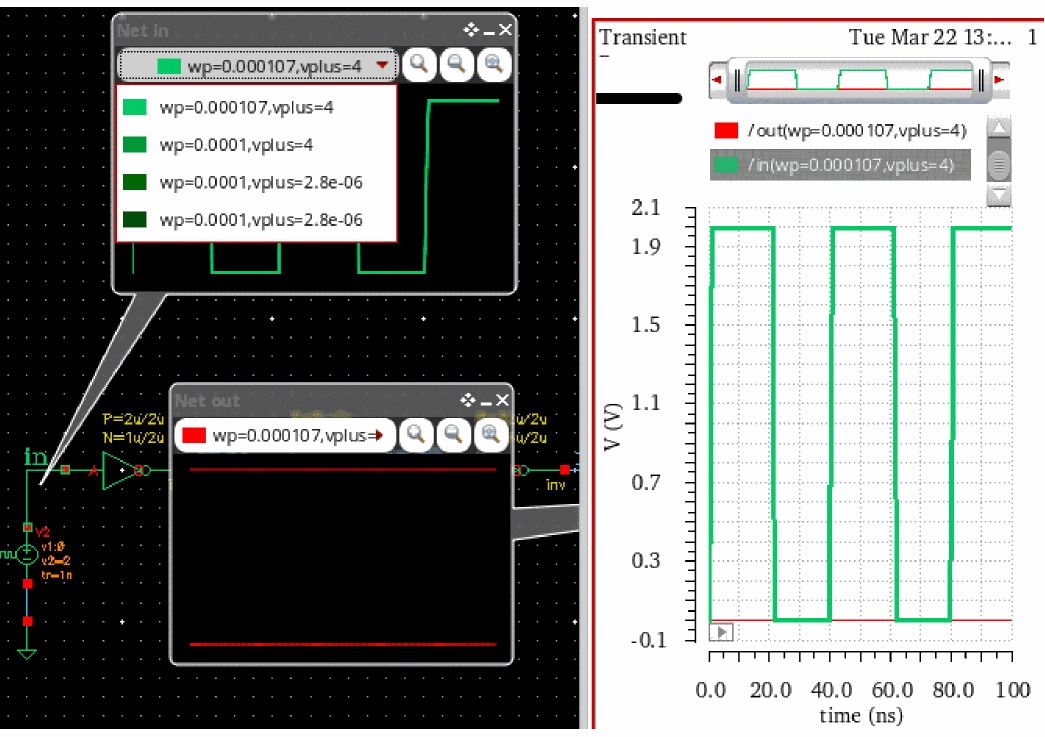 Net in
wp=0.000107,vplus=4
wp=0.000107,vplus=4
wp=0.0001,vplus=4
wp=0.0001,vplus=2.8e-06
wp=0.0001,vplus=2.8e-06
P=2u/2u
N=1u/2u
in
A
V2
v1:0
v2=2
tr=1n
Net out
wp=0.000107,vplus=
u/2u
u/2u
inv
Transient
Tue Mar 22 13:... 1
/out(wp=0.000107,vplus=4)
/in(wp=0.000107,vplus=4)
2.1
1.9
1.5
1.1
0.7
0.3
-0.1
V (V)
0.0 20.0 40.0 60.0 80.0 100
time (ns)